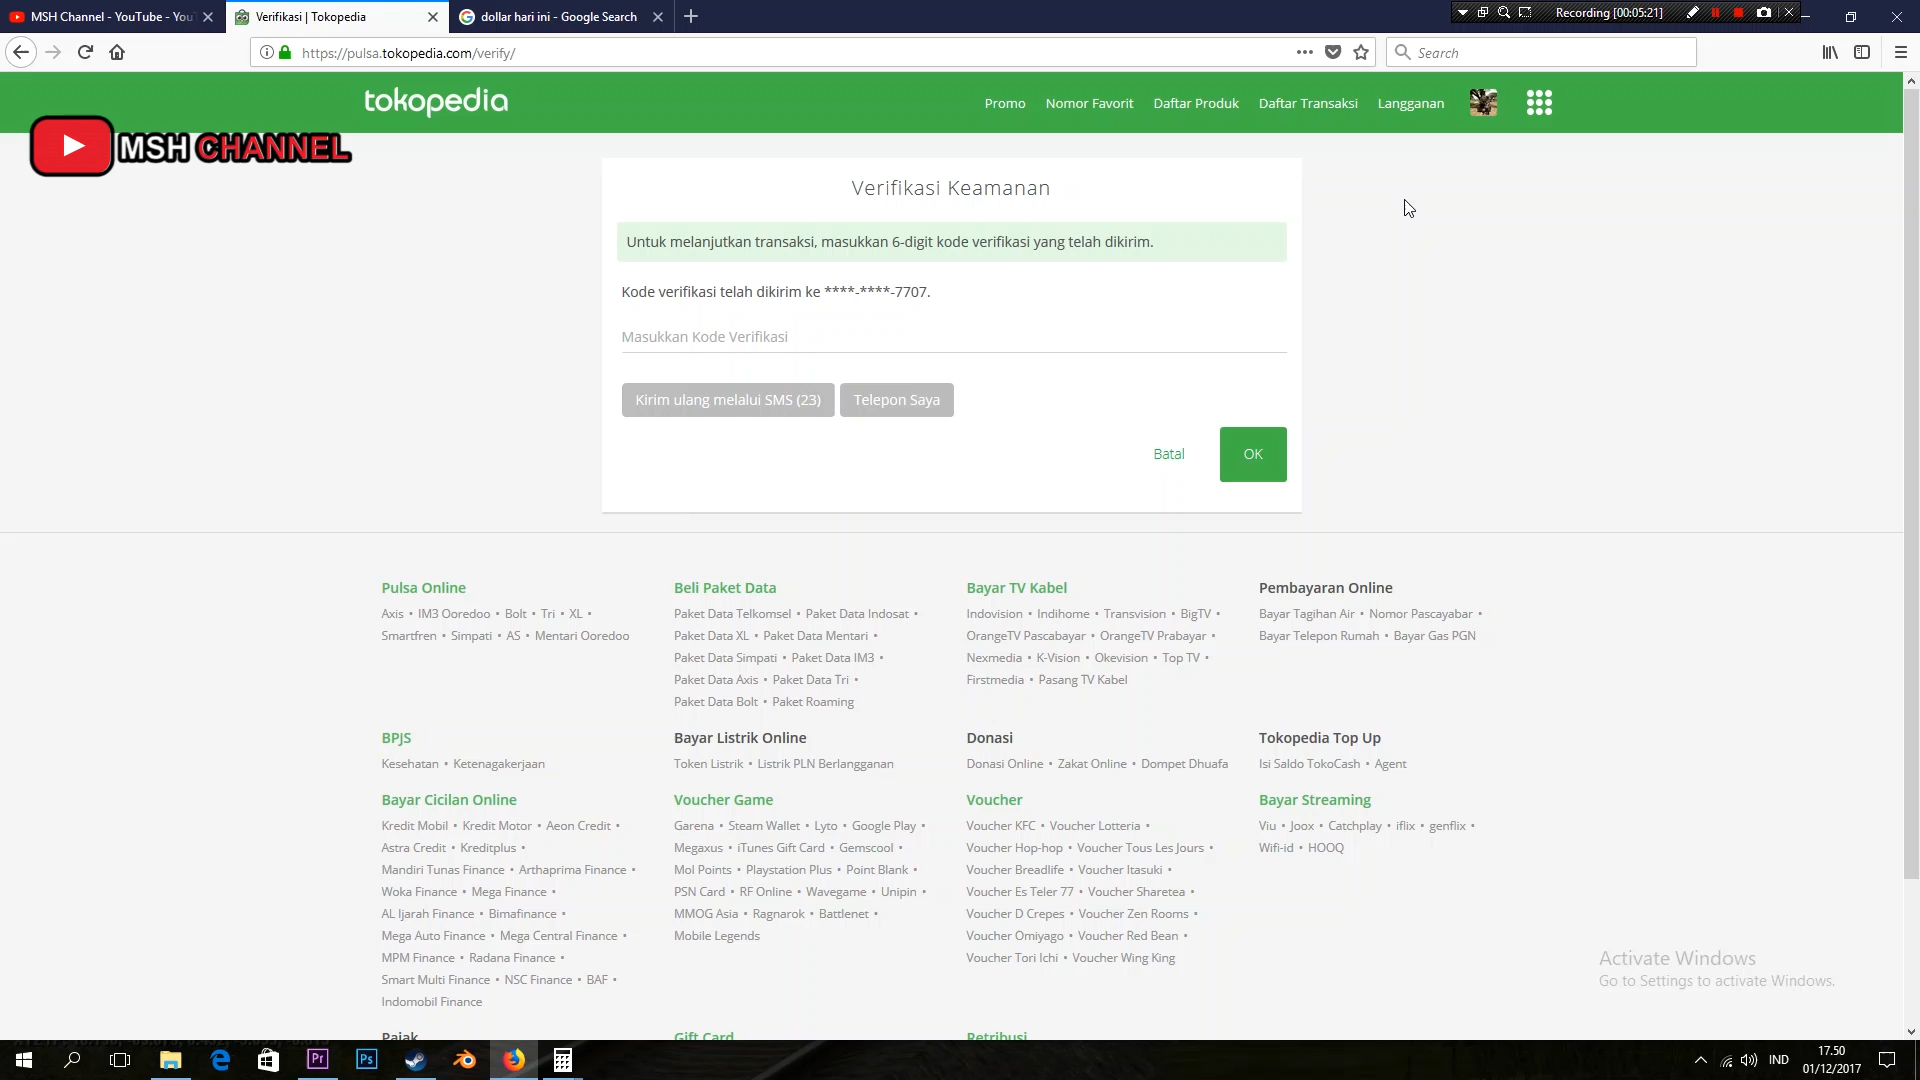 MSH Channel - YouTube - You
Verifikasi | Tokopedia
dollar hari ini - Google Search
Recording [00:05:21]
https://pulsa.tokopedia.com/verify/
Search
tokopedia
Promo
Nomor Favorit
Daftar Produk
Daftar Transaksi
Langganan
MSH CHANNEL
Verifikasi Keamanan
Untuk melanjutkan transaksi, masukkan 6-digit kode verifikasi yang telah dikirim.
Kode verifikasi telah dikirim ke ****-****-7707.
Masukkan Kode Verifikasi
Kirim ulang melalui SMS (23)
Telepon Saya
Batal
OK
Pulsa Online
Axis • IM3 Ooredoo • Bolt • Tri • XL •
Smartfren • Simpati • AS • Mentari Ooredoo
Beli Paket Data
Paket Data Telkomsel • Paket Data Indosat •
Paket Data XL • Paket Data Mentari •
Paket Data Simpati • Paket Data IM3 •
Paket Data Axis • Paket Data Tri •
Paket Data Bolt • Paket Roaming
Bayar TV Kabel
Indovision • Indihome • Transvision • BigTV •
OrangeTV Pascabayar • OrangeTV Prabayar •
Nexmedia • K-Vision • Okevision • Top TV •
Firstmedia • Pasang TV Kabel
Pembayaran Online
Bayar Tagihan Air • Nomor Pascayabar •
Bayar Telepon Rumah • Bayar Gas PGN
BPJS
Kesehatan • Ketenagakerjaan
Bayar Listrik Online
Token Listrik • Listrik PLN Berlangganan
Donasi
Donasi Online • Zakat Online • Dompet Dhuafa
Tokopedia Top Up
Isi Saldo TokoCash • Agent
Bayar Cicilan Online
Kredit Mobil • Kredit Motor • Aeon Credit •
Astra Credit • Kreditplus •
Mandiri Tunas Finance • Arthaprima Finance •
Woka Finance • Mega Finance •
AL Ijarah Finance • Bimafinance •
Mega Auto Finance • Mega Central Finance •
MPM Finance • Radana Finance •
Smart Multi Finance • NSC Finance • BAF •
Indomobil Finance
Voucher Game
Garena • Steam Wallet • Lyto • Google Play •
Megaxus • iTunes Gift Card • Gemscool •
Mol Points • Playstation Plus • Point Blank •
PSN Card • RF Online • Wavegame • Unipin •
MMOG Asia • Ragnarok • Battlenet •
Mobile Legends
Voucher
Voucher KFC • Voucher Lotteria •
Voucher Hop-hop • Voucher Tous Les Jours •
Voucher Breadlife • Voucher Itasuki •
Voucher Es Teler 77 • Voucher Sharetea •
Voucher D Crepes • Voucher Zen Rooms •
Voucher Omiyago • Voucher Red Bean •
Voucher Tori Ichi • Voucher Wing King
Bayar Streaming
Viu • Joox • Catchplay • iflix • genflix •
Wifi-id • HOOQ
Activate Windows
Go to Settings to activate Windows.
Pajak
Gift Card
Retribusi
Pr
Ps
IND
17.50
01/12/2017